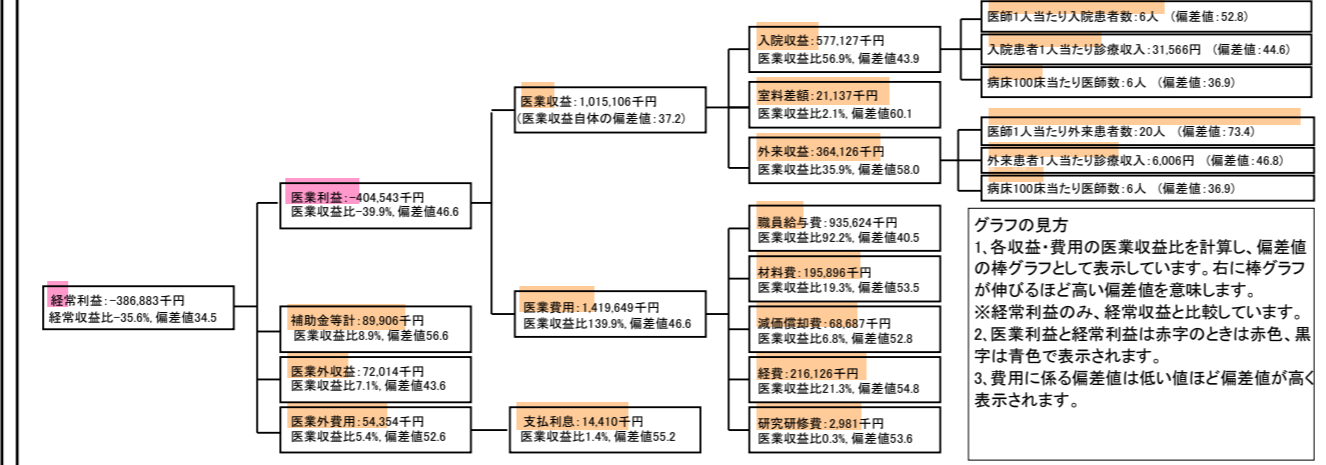 経常利益:-386,883千円
経常収益比-35.6%, 偏差値34.5
医業利益:-404,543千円
医業収益比-39.9%, 偏差値46.6
補助金等計:89,906千円
医業収益比8.9%, 偏差値56.6
医業外収益:72,014千円
医業収益比7.1%, 偏差値43.6
医業外費用:54,354千円
医業収益比5.4%, 偏差値52.6
医業収益:1,015,106千円
(医業収益自体の偏差値:37.2)
医業費用:1,419,649千円
医業収益比139.9%, 偏差値46.6
支払利息:14,410千円
医業収益比1.4%, 偏差値55.2
入院収益:577,127千円
医業収益比56.9%, 偏差値43.9
室料差額:21,137千円
医業収益比2.1%, 偏差値60.1
外来収益:364,126千円
医業収益比35.9%, 偏差値58.0
職員給与費:935,624千円
医業収益比92.2%, 偏差値40.5
材料費:195,896千円
医業収益比19.3%, 偏差値53.5
減価償却費:68,687千円
医業収益比6.8%, 偏差値52.8
経費:216,126千円
医業収益比21.3%, 偏差値54.8
研究研修費:2,981千円
医業収益比0.3%, 偏差値53.6
医師1人当たり入院患者数:6人 (偏差値:52.8)
入院患者1人当たり診療収入:31,566円 (偏差値:44.6)
病床100床当たり医師数:6人 (偏差値:36.9)
医師1人当たり外来患者数:20人 (偏差値:73.4)
外来患者1人当たり診療収入:6,006円 (偏差値:46.8)
病床100床当たり医師数:6人 (偏差値:36.9)
グラフの見方
1、各収益・費用の医業収益比を計算し、偏差値
の棒グラフとして表示しています。右に棒グラフ
が伸びるほど高い偏差値を意味します。
※経常利益のみ、経常収益と比較しています。
2、医業利益と経常利益は赤字のときは赤色、黒
字は青色で表示されます。
3、費用に係る偏差値は低い値ほど偏差値が高く
表示されます。